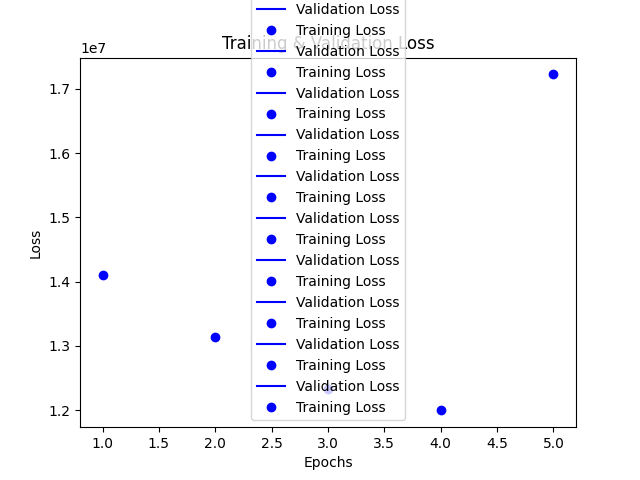 Training & Validation Loss
1e7
Validation Loss
Training Loss
Validation Loss
Training Loss
Validation Loss
Training Loss
Validation Loss
Training Loss
Validation Loss
Training Loss
Validation Loss
Training Loss
Validation Loss
Training Loss
Validation Loss
Training Loss
Validation Loss
Training Loss
Validation Loss
Training Loss
1.7
1.6
1.5
1.4
1.3
1.2
Loss
1.0 1.5 2.0 2.5 3.0 3.5 4.0 4.5 5.0
Epochs